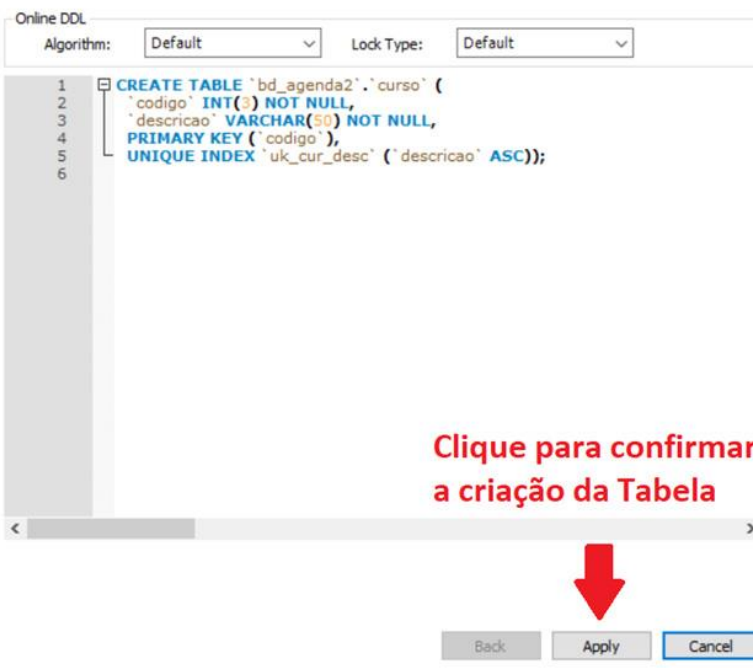 Online DDL
Algorithm: Default Lock Type: Default
1 CREATE TABLE `bd_agenda2`.`curso` (
2 `codigo` INT(3) NOT NULL,
3 `descricao` VARCHAR(50) NOT NULL,
4 PRIMARY KEY (`codigo`),
5 UNIQUE INDEX `uk_cur_desc` (`descricao` ASC));
6
Clique para confirmar
a criação da Tabela
Back Apply Cancel